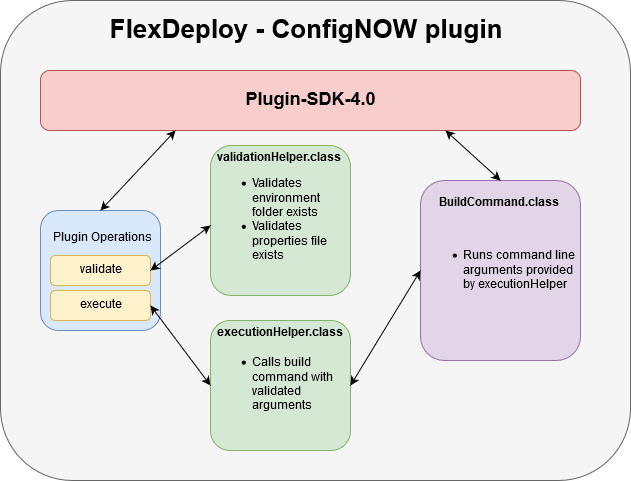 FlexDeploy - ConfigNOW plugin
Plugin-SDK-4.0
validationHelper.class
• Validates
environment
folder exists
• Validates
properties file
exists
Plugin Operations
validate
execute
BuildCommand.class
• Runs command line
arguments provided
by executionHelper
executionHelper.class
• Calls build
command with
validated
arguments